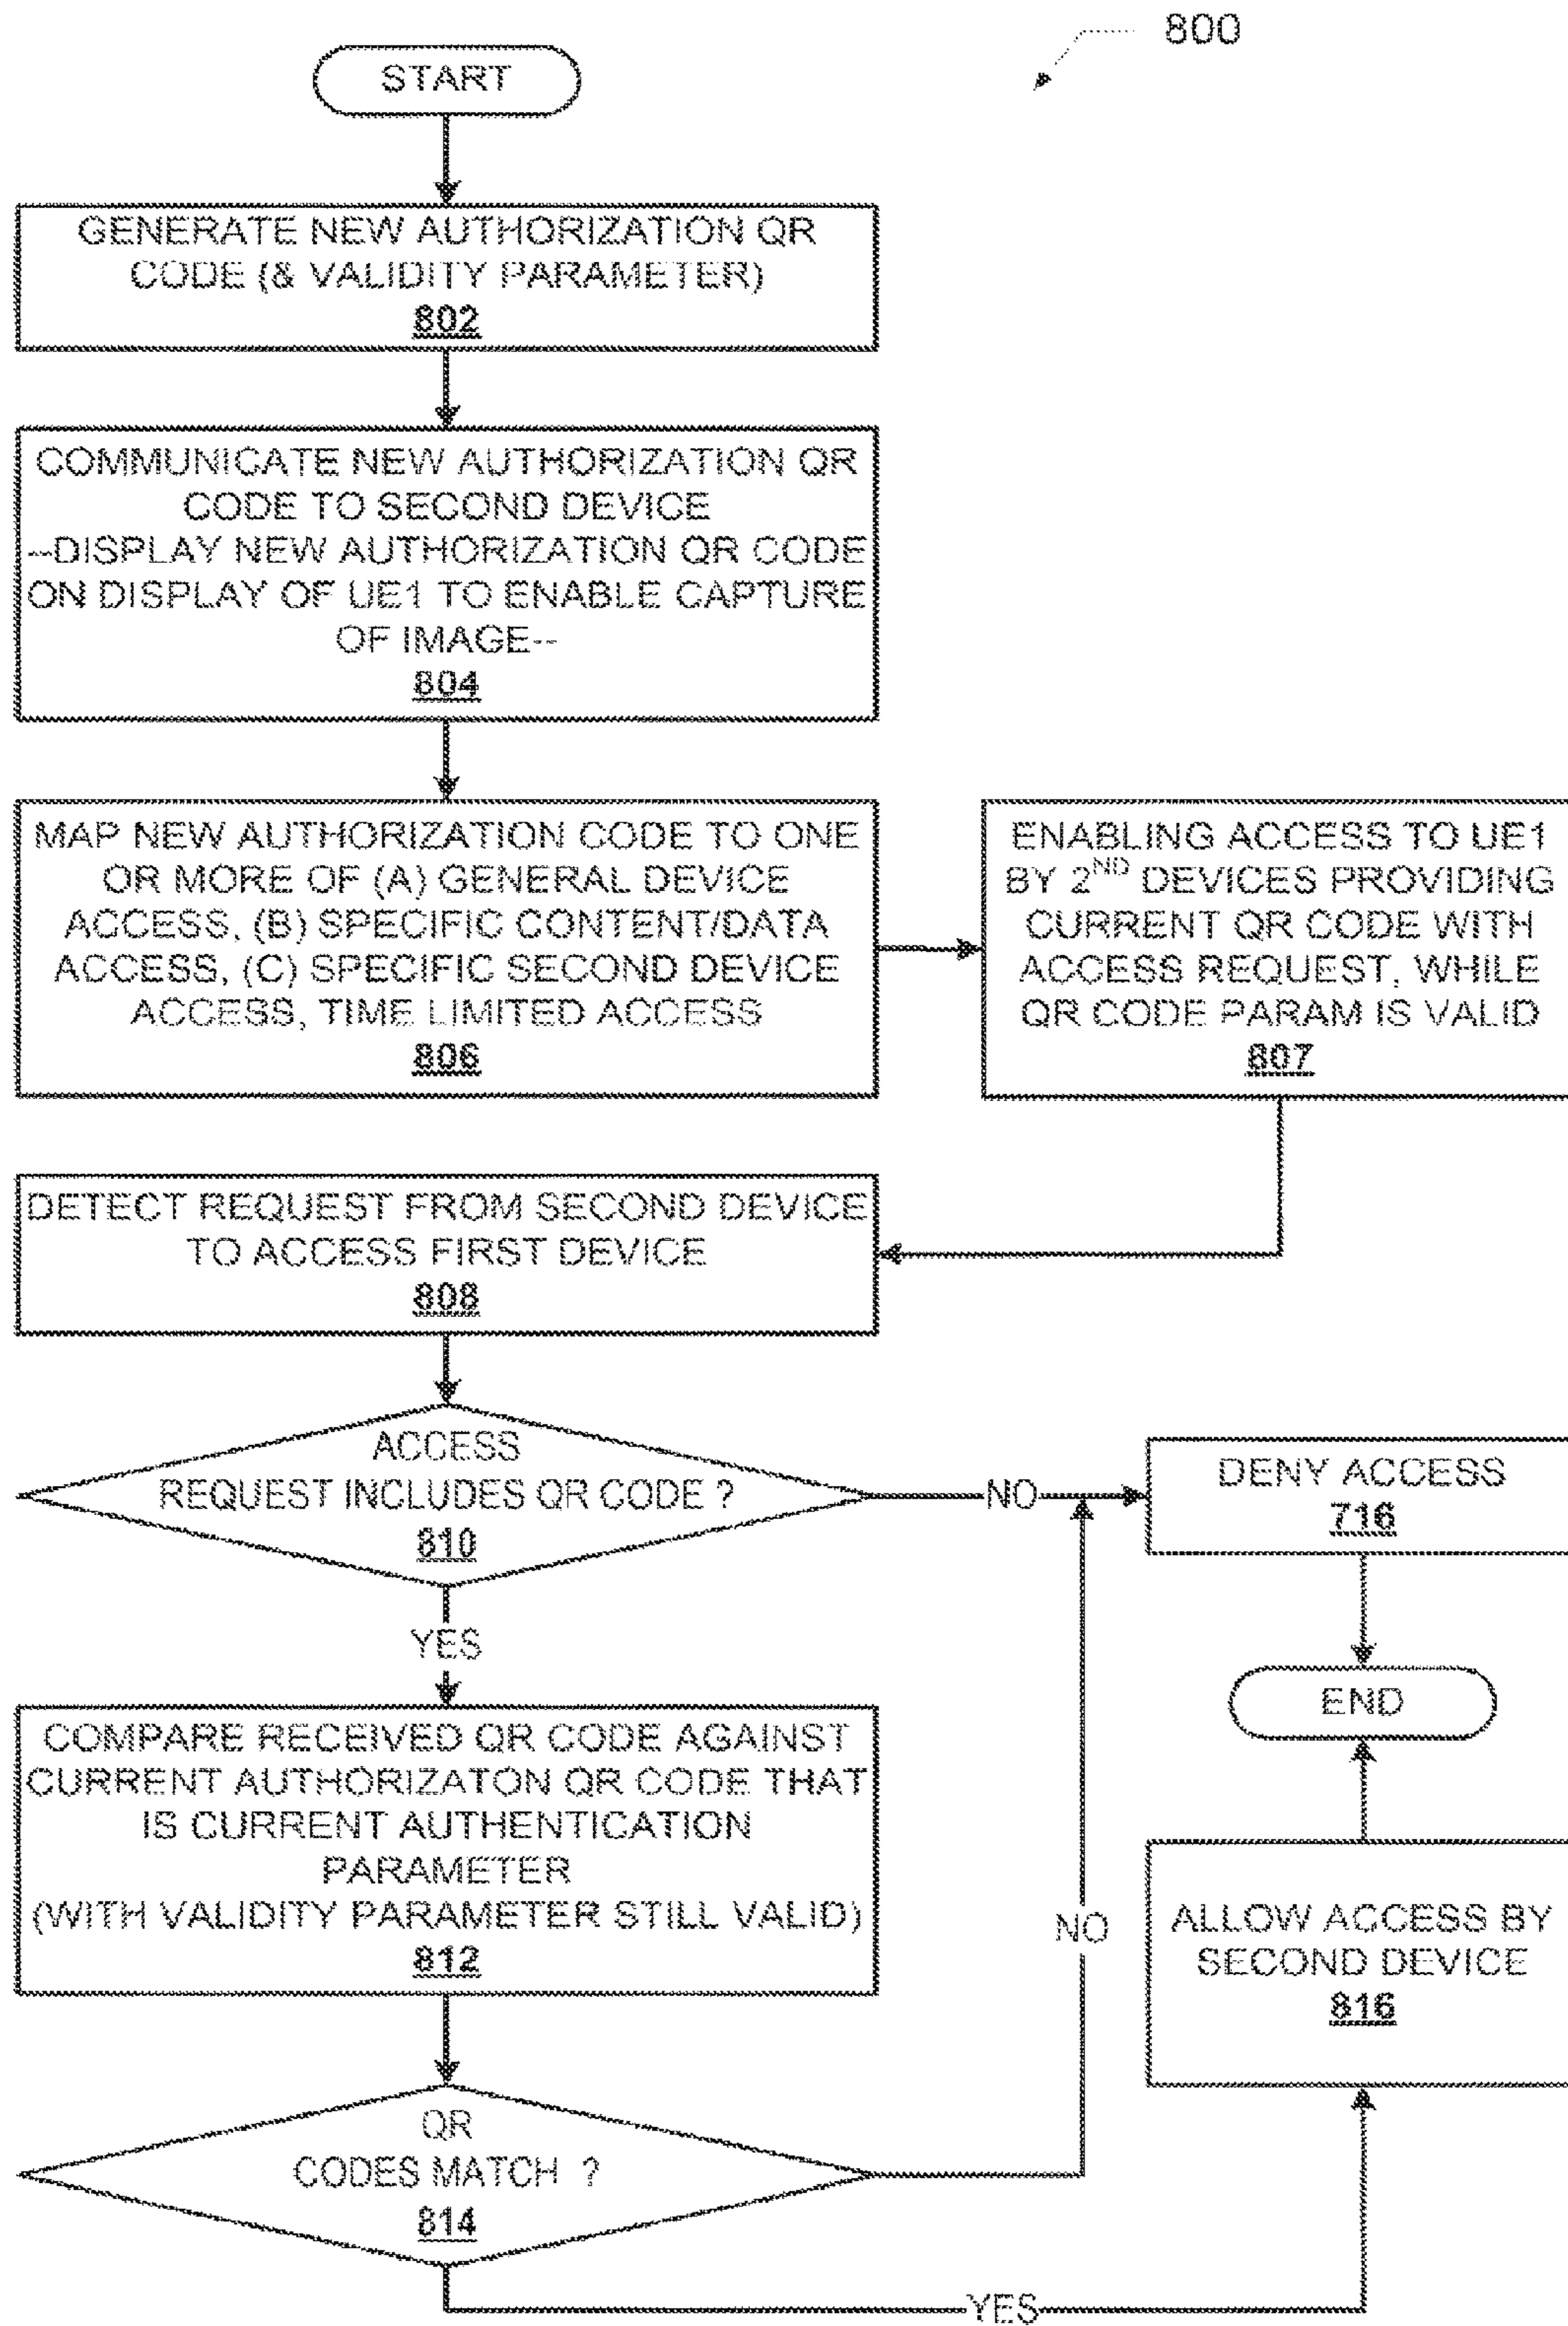 800
START
GENERATE NEW AUTHORIZATION QR
CODE (& VALIDITY PARAMETER)
802
COMMUNICATE NEW AUTHORIZATION QR
CODE TO SECOND DEVICE
--DISPLAY NEW AUTHORIZATION QR CODE
ON DISPLAY OF UE1 TO ENABLE CAPTURE
OF IMAGE--
804
MAP NEW AUTHORIZATION CODE TO ONE
OR MORE OF (A) GENERAL DEVICE
ACCESS, (B) SPECIFIC CONTENT/DATA
ACCESS, (C) SPECIFIC SECOND DEVICE
ACCESS, TIME LIMITED ACCESS
806
ENABLING ACCESS TO UE1
BY 2ND DEVICES PROVIDING
CURRENT QR CODE WITH
ACCESS REQUEST, WHILE
QR CODE PARAM IS VALID
807
DETECT REQUEST FROM SECOND DEVICE
TO ACCESS FIRST DEVICE
808
ACCESS
REQUEST INCLUDES QR CODE ?
810
NO
DENY ACCESS
716
YES
END
COMPARE RECEIVED QR CODE AGAINST
CURRENT AUTHORIZATON QR CODE THAT
IS CURRENT AUTHENTICATION
PARAMETER
(WITH VALIDITY PARAMETER STILL VALID)
812
NO
ALLOW ACCESS BY
SECOND DEVICE
816
QR
CODES MATCH ?
814
YES